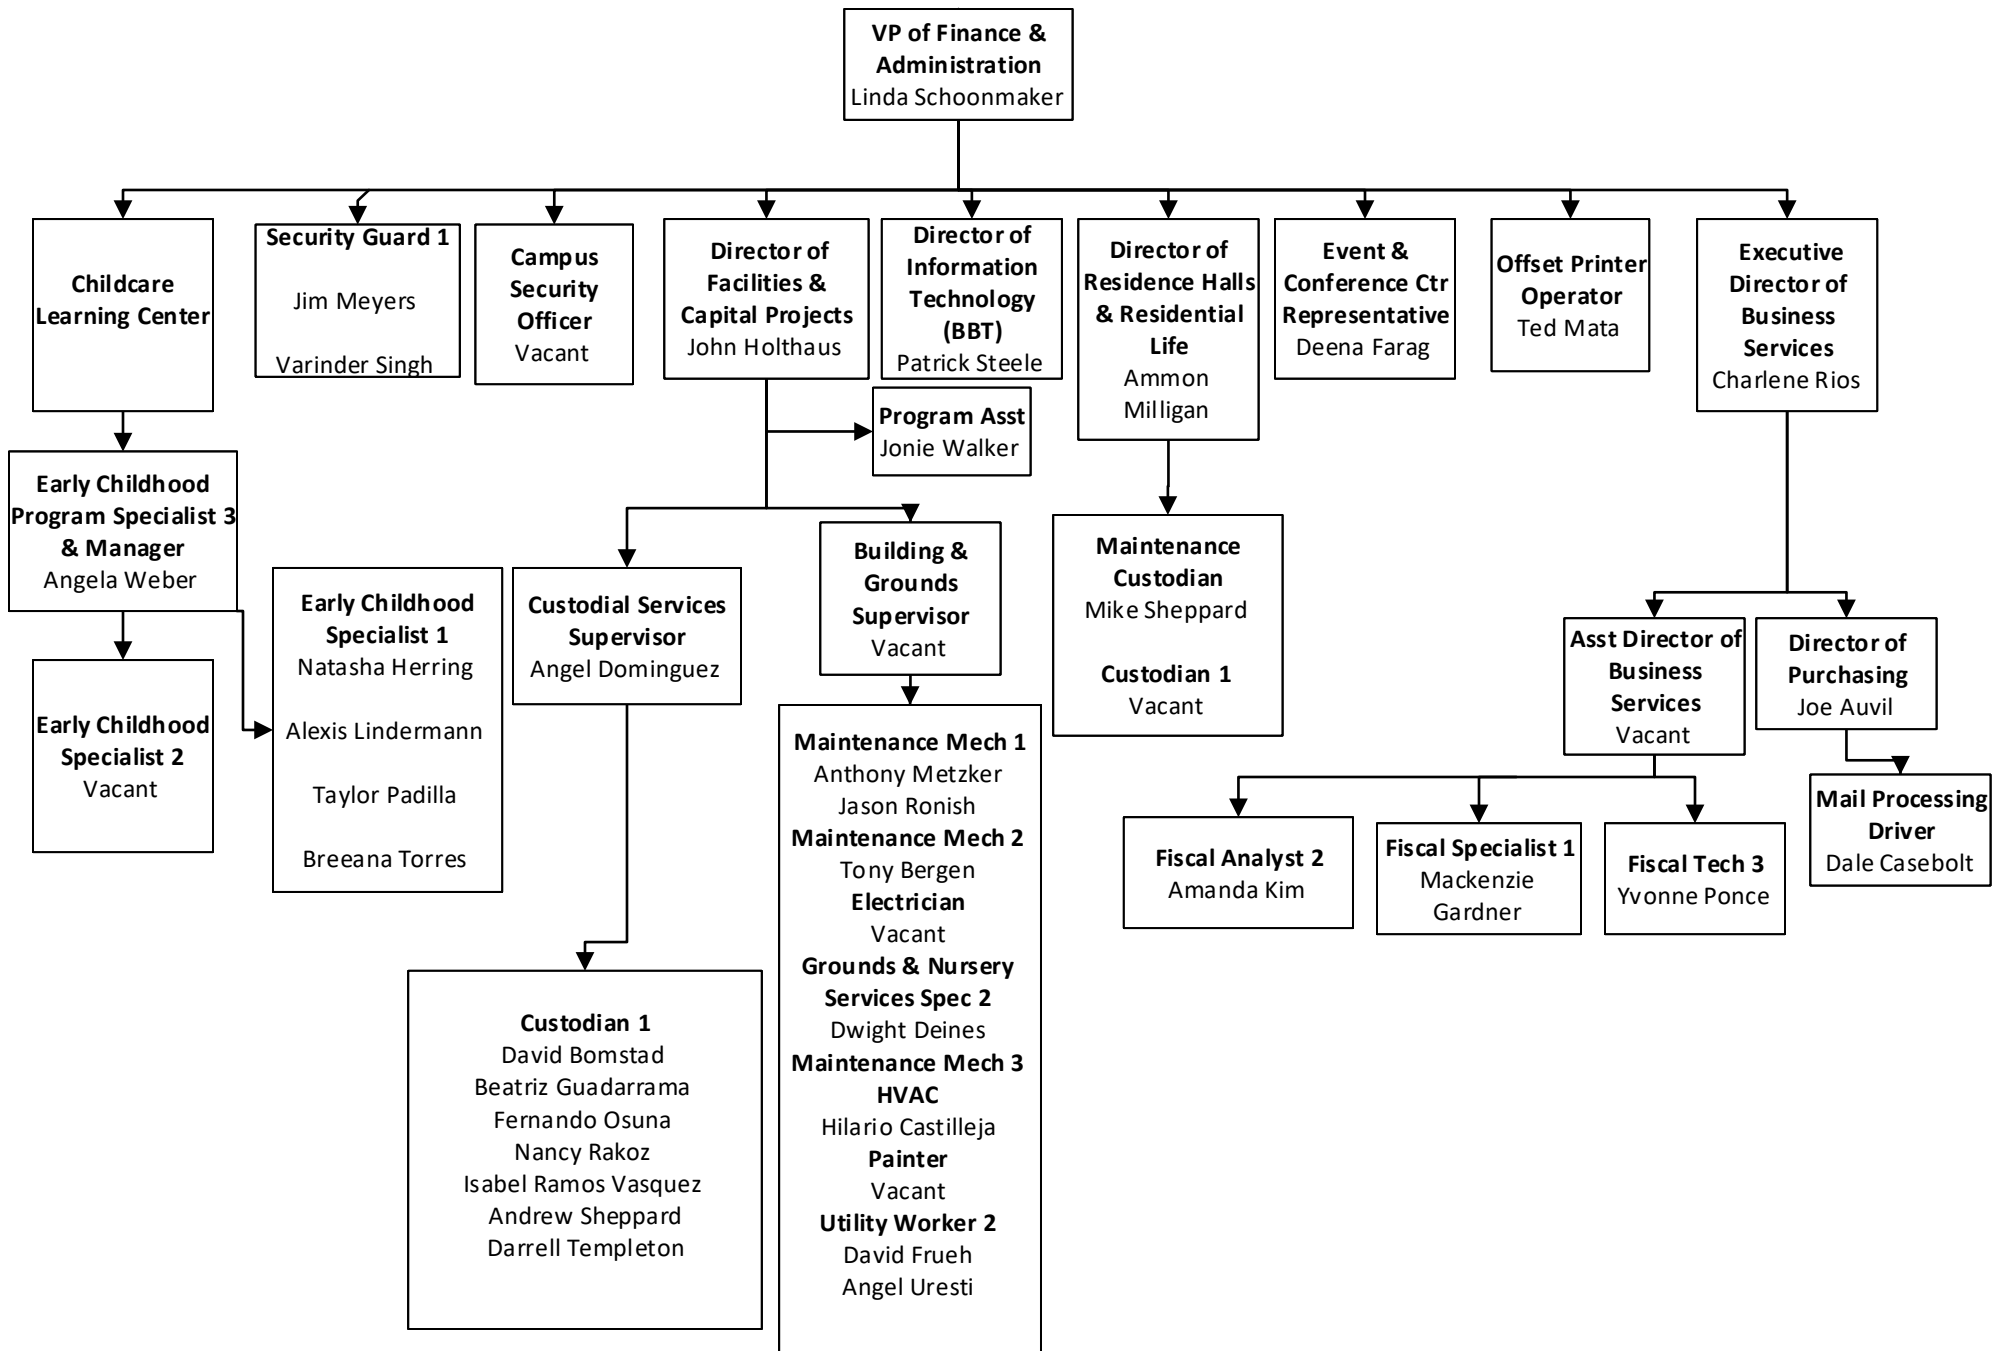 VP of Finance &
Administration
Linda Schoonmaker
Childcare
Learning Center
Security Guard 1
Jim Meyers
Varinder Singh
Campus
Security
Officer
Vacant
Director of
Facilities &
Capital Projects
John Holthaus
Director of
Information
Technology
(BBT)
Patrick Steele
Director of
Residence Halls
& Residential
Life
Ammon
Milligan
Event &
Conference Ctr
Representative
Deena Farag
Offset Printer
Operator
Ted Mata
Executive
Director of
Business
Services
Charlene Rios
Program Asst
Jonie Walker
Early Childhood
Program Specialist 3
& Manager
Angela Weber
Early Childhood
Specialist 2
Vacant
Early Childhood
Specialist 1
Natasha Herring
Alexis Lindermann
Taylor Padilla
Breeana Torres
Custodial Services
Supervisor
Angel Dominguez
Building &
Grounds
Supervisor
Vacant
Maintenance
Custodian
Mike Sheppard
Custodian 1
Vacant
Asst Director of
Business
Services
Vacant
Director of
Purchasing
Joe Auvil
Custodian 1
David Bomstad
Beatriz Guadarrama
Fernando Osuna
Nancy Rakoz
Isabel Ramos Vasquez
Andrew Sheppard
Darrell Templeton
Maintenance Mech 1
Anthony Metzker
Jason Ronish
Maintenance Mech 2
Tony Bergen
Electrician
Vacant
Grounds & Nursery
Services Spec 2
Dwight Deines
Maintenance Mech 3
HVAC
Hilario Castilleja
Painter
Vacant
Utility Worker 2
David Frueh
Angel Uresti
Fiscal Analyst 2
Amanda Kim
Fiscal Specialist 1
Mackenzie
Gardner
Fiscal Tech 3
Yvonne Ponce
Mail Processing
Driver
Dale Casebolt